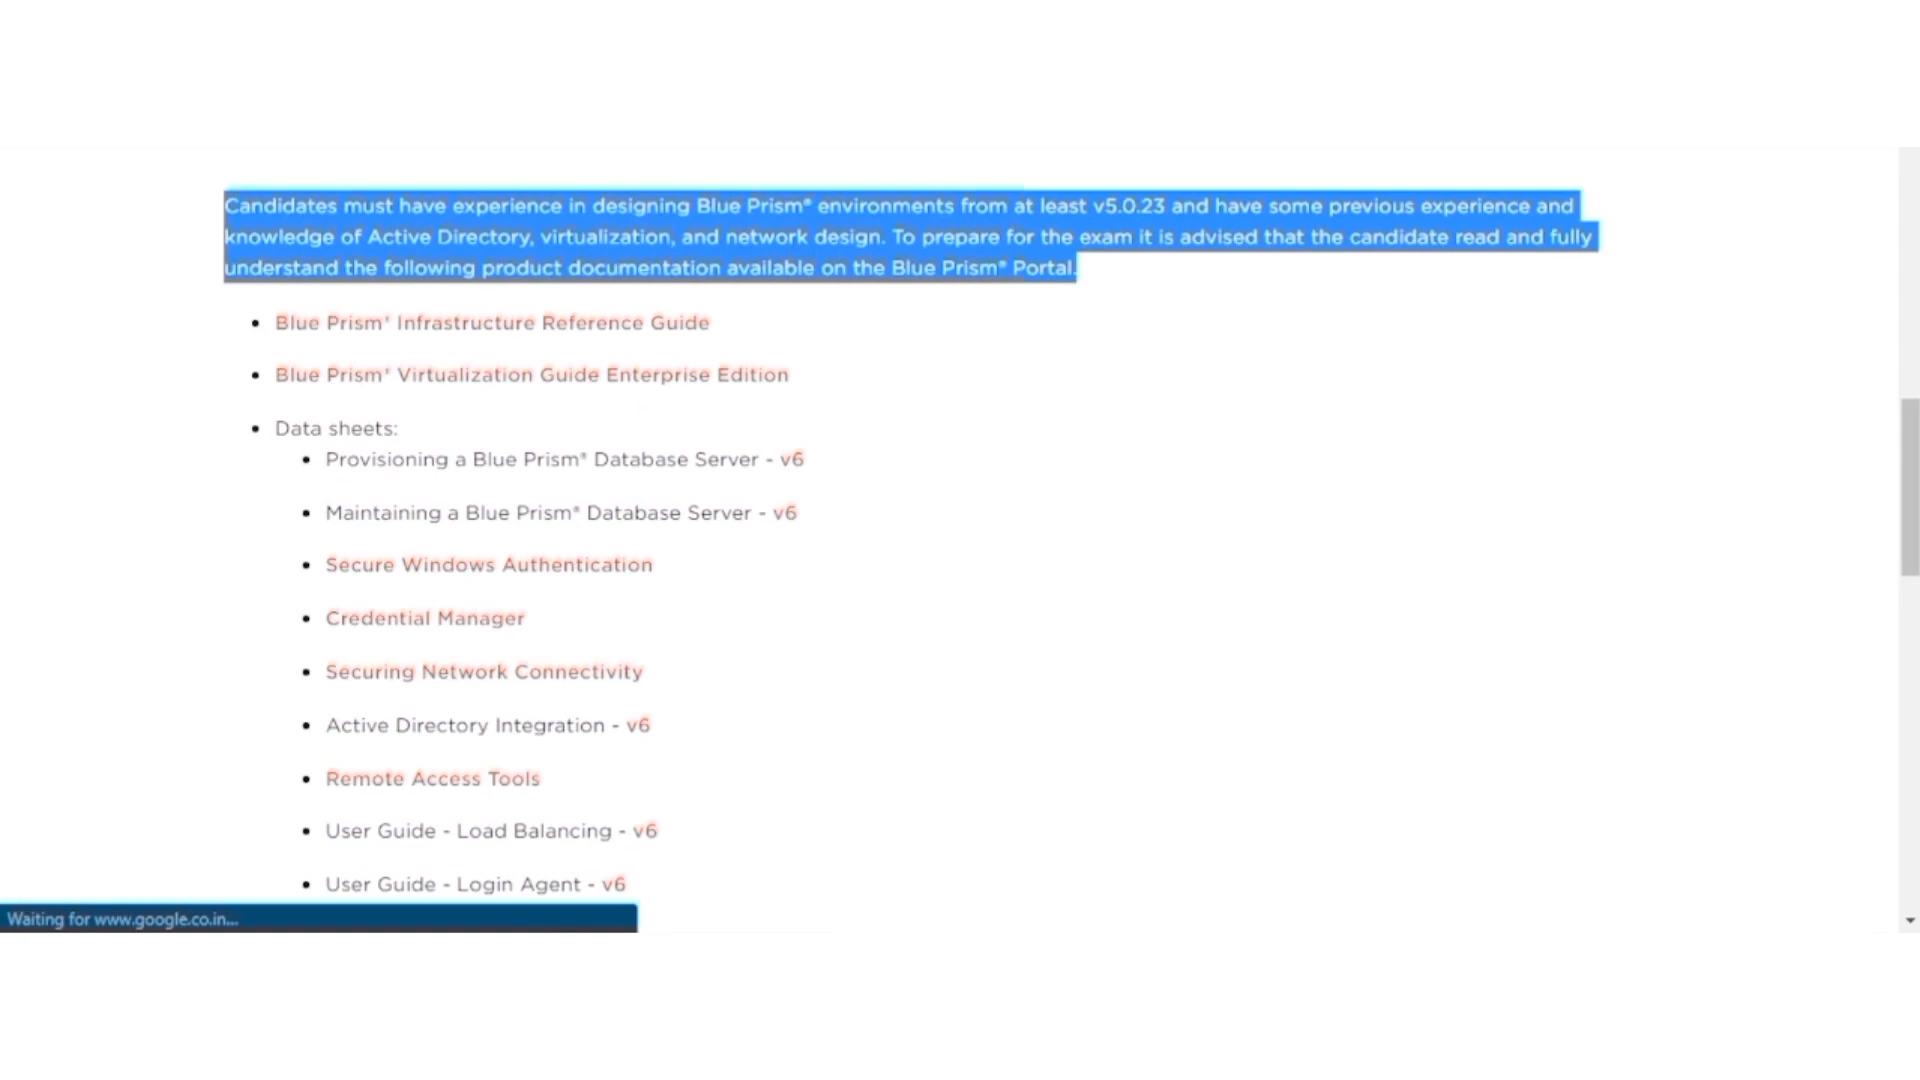 Candidates must have experience in designing Blue Prism® environments from at least v5.0.23 and have some previous experience and
knowledge of Active Directory, virtualization, and network design. To prepare for the exam it is advised that the candidate read and fully
understand the following product documentation available on the Blue Prism® Portal.
Blue Prism® Infrastructure Reference Guide
Blue Prism® Virtualization Guide Enterprise Edition
Data sheets:
Provisioning a Blue Prism® Database Server - v6
Maintaining a Blue Prism® Database Server - v6
Secure Windows Authentication
Credential Manager
Securing Network Connectivity
Active Directory Integration - v6
Remote Access Tools
User Guide - Load Balancing - v6
User Guide - Login Agent - v6
Waiting for www.google.co.in...